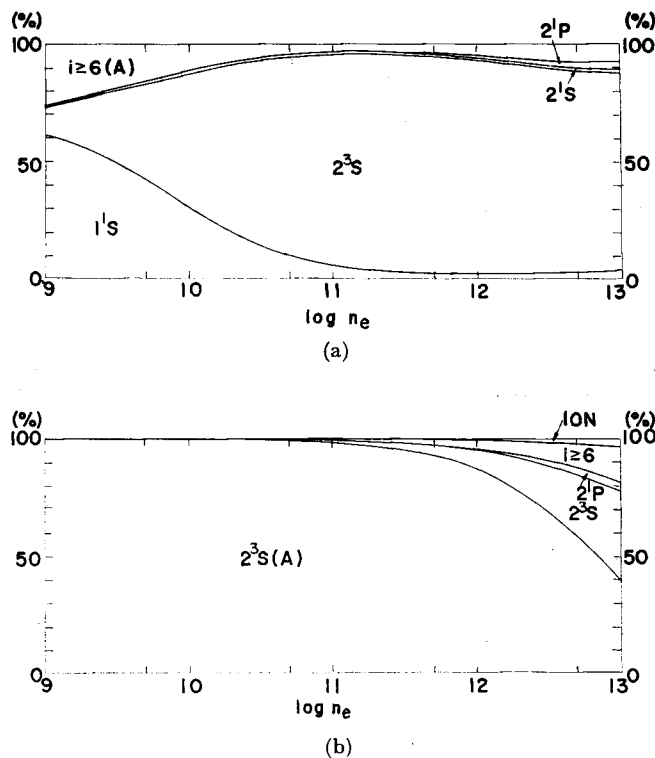 (%) (%)
100 2¹P 100
i≥6(A)
2¹S
50 2³S 50
1¹S
0 0
9 10 11 12 13
log nₑ
(a)
(%) (%)
ION
100 100
i≥6
2¹P
2³S
50 2³S(A) 50
0 0
9 10 11 12 13
log nₑ
(b)